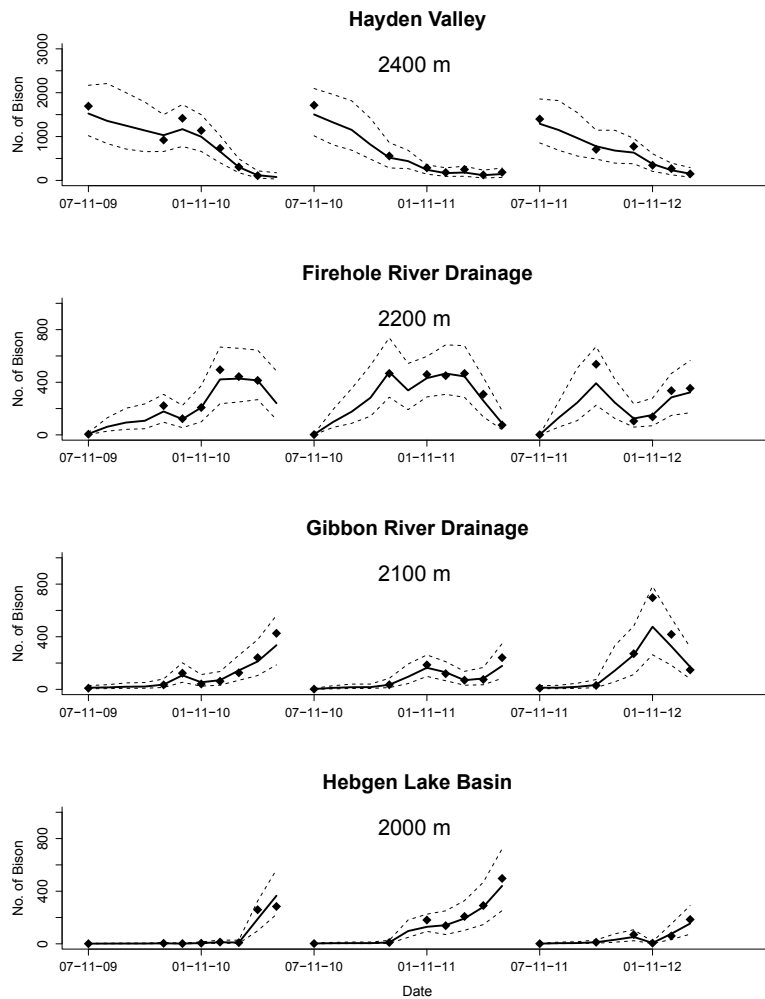 Hayden Valley
2400 m
No. of Bison
3000
2000
1000
0
07−11−09 01−11−10 07−11−10 01−11−11 07−11−11 01−11−12
Firehole River Drainage
2200 m
No. of Bison
800
400
0
07−11−09 01−11−10 07−11−10 01−11−11 07−11−11 01−11−12
Gibbon River Drainage
2100 m
No. of Bison
800
400
0
07−11−09 01−11−10 07−11−10 01−11−11 07−11−11 01−11−12
Hebgen Lake Basin
2000 m
No. of Bison
800
400
0
07−11−09 01−11−10 07−11−10 01−11−11 07−11−11 01−11−12
Date